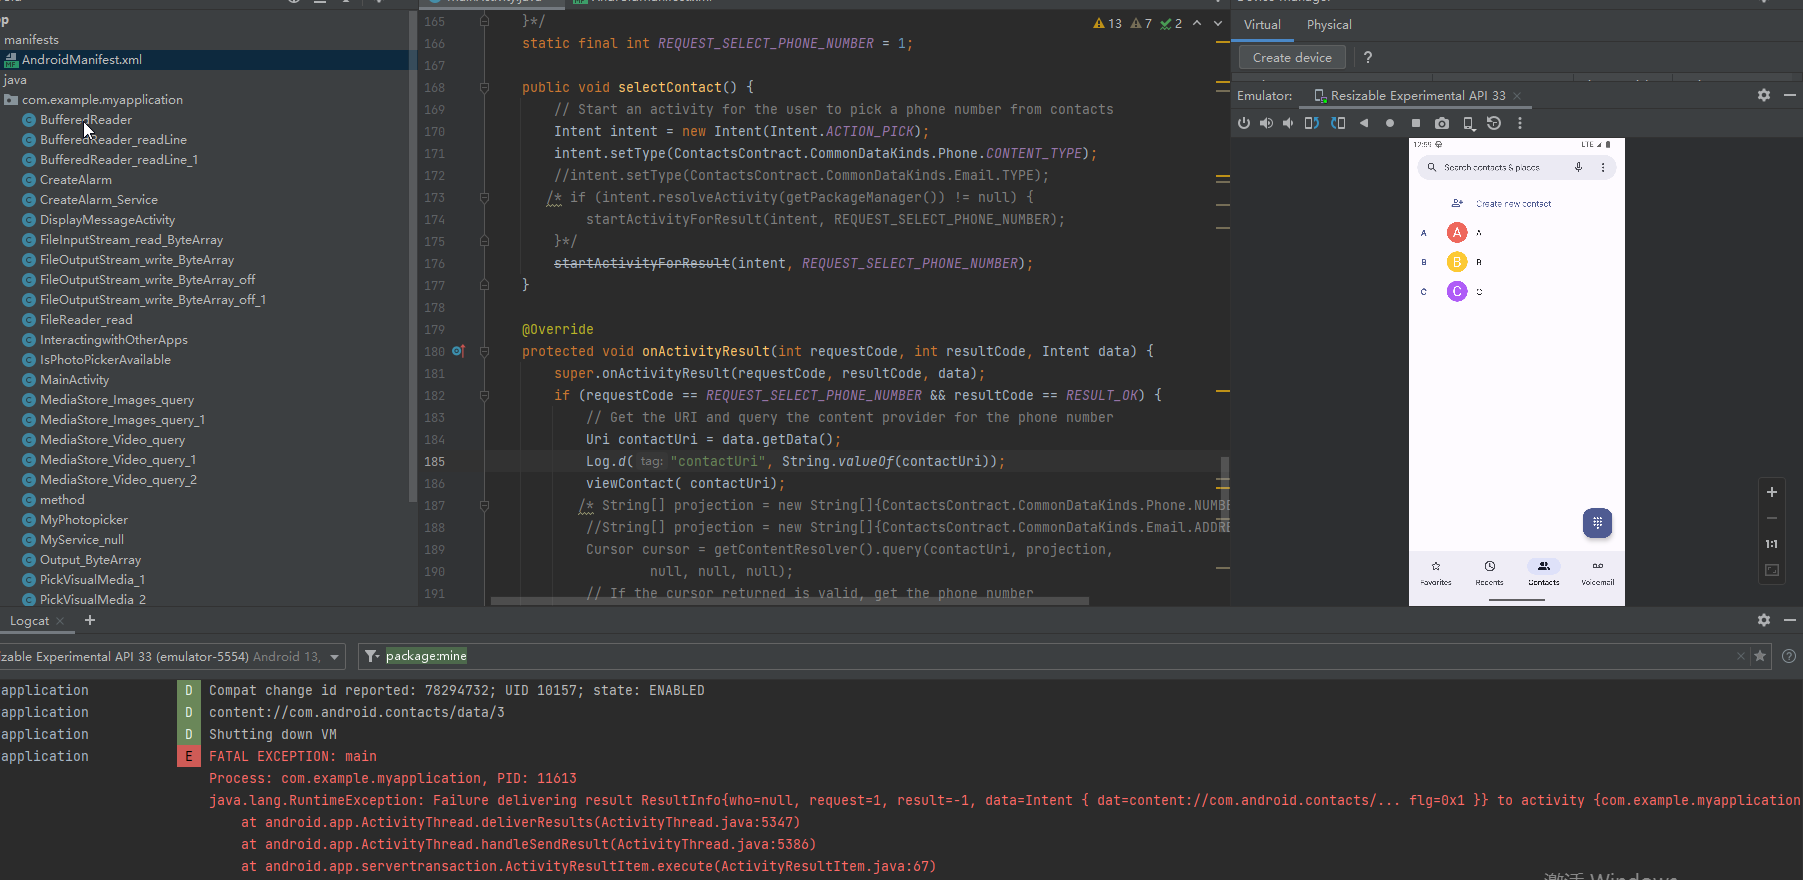 manifests
AndroidManifest.xml
java
com.example.myapplication
BufferedReader
BufferedReader_readLine
BufferedReader_readLine_1
CreateAlarm
CreateAlarm_Service
DisplayMessageActivity
FileInputStream_read_ByteArray
FileOutputStream_write_ByteArray
FileOutputStream_write_ByteArray_off
FileOutputStream_write_ByteArray_off_1
FileReader_read
InteractingwithOtherApps
IsPhotoPickerAvailable
MainActivity
MediaStore_Images_query
MediaStore_Images_query_1
MediaStore_Video_query
MediaStore_Video_query_1
MediaStore_Video_query_2
method
MyPhotopicker
MyService_null
Output_ByteArray
PickVisualMedia_1
PickVisualMedia_2
13 7 2
165 }*/
166 static final int REQUEST_SELECT_PHONE_NUMBER = 1;
167
168 public void selectContact() {
169 // Start an activity for the user to pick a phone number from contacts
170 Intent intent = new Intent(Intent.ACTION_PICK);
171 intent.setType(ContactsContract.CommonDataKinds.Phone.CONTENT_TYPE);
172 //intent.setType(ContactsContract.CommonDataKinds.Email.TYPE);
173 /* if (intent.resolveActivity(getPackageManager()) != null) {
174 startActivityForResult(intent, REQUEST_SELECT_PHONE_NUMBER);
175 }*/
176 startActivityForResult(intent, REQUEST_SELECT_PHONE_NUMBER);
177 }
178
179 @Override
180 protected void onActivityResult(int requestCode, int resultCode, Intent data) {
181 super.onActivityResult(requestCode, resultCode, data);
182 if (requestCode == REQUEST_SELECT_PHONE_NUMBER && resultCode == RESULT_OK) {
183 // Get the URI and query the content provider for the phone number
184 Uri contactUri = data.getData();
185 Log.d( tag: "contactUri", String.valueOf(contactUri));
186 viewContact( contactUri);
187 /* String[] projection = new String[]{ContactsContract.CommonDataKinds.Phone.NUMBE
188 //String[] projection = new String[]{ContactsContract.CommonDataKinds.Email.ADDRE
189 Cursor cursor = getContentResolver().query(contactUri, projection,
190 null, null, null);
191 // If the cursor returned is valid, get the phone number
Virtual Physical
Create device ?
Emulator: Resizable Experimental API 33
12:59 LTE
Search contacts & places
Create new contact
A A A
B B B
C C C
Favorites Recents Contacts Voicemail
1:1
Logcat
zable Experimental API 33 (emulator-5554) Android 13, package:mine
application D Compat change id reported: 78294732; UID 10157; state: ENABLED
application D content://com.android.contacts/data/3
application D Shutting down VM
application E FATAL EXCEPTION: main
Process: com.example.myapplication, PID: 11613
java.lang.RuntimeException: Failure delivering result ResultInfo{who=null, request=1, result=-1, data=Intent { dat=content://com.android.contacts/... flg=0x1 }} to activity {com.example.myapplication
at android.app.ActivityThread.deliverResults(ActivityThread.java:5347)
at android.app.ActivityThread.handleSendResult(ActivityThread.java:5386)
at android.app.servertransaction.ActivityResultItem.execute(ActivityResultItem.java:67)